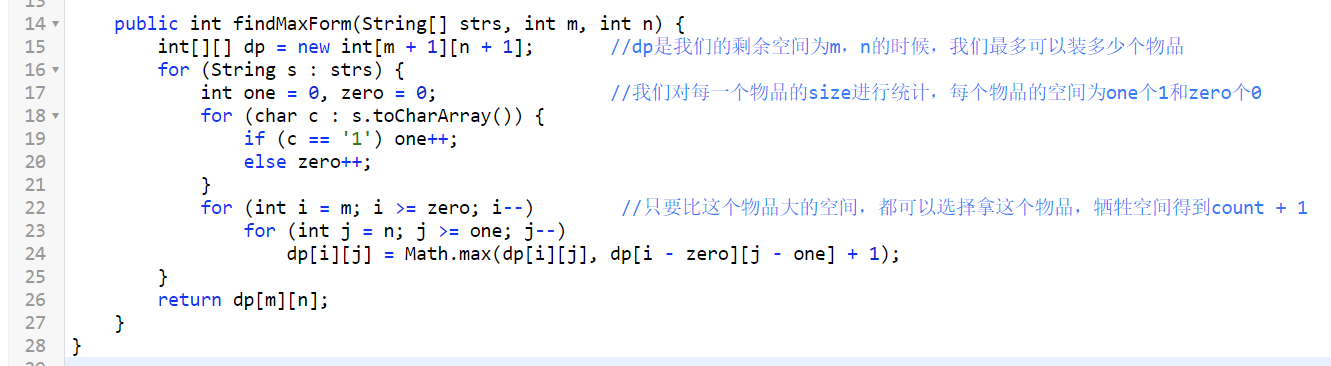 14 public int findMaxForm(String[] strs, int m, int n) {
15 int[][] dp = new int[m + 1][n + 1]; //dp是我们的剩余空间为m，n的时候，我们最多可以装多少个物品
16 for (String s : strs) {
17 int one = 0, zero = 0; //我们对每一个物品的size进行统计，每个物品的空间为one个1和zero个0
18 for (char c : s.toCharArray()) {
19 if (c == '1') one++;
20 else zero++;
21 }
22 for (int i = m; i >= zero; i--) //只要比这个物品大的空间，都可以选择拿这个物品，牺牲空间得到count + 1
23 for (int j = n; j >= one; j--)
24 dp[i][j] = Math.max(dp[i][j], dp[i - zero][j - one] + 1);
25 }
26 return dp[m][n];
27 }
28 }